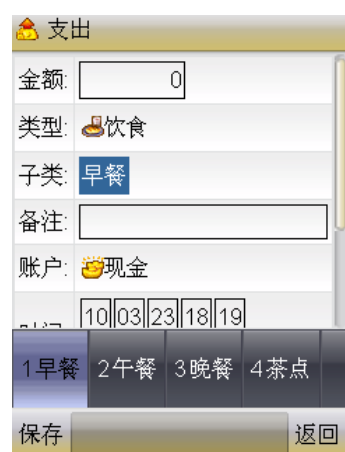 支出
金额: 0
类型: 饮食
子类: 早餐
备注:
账户: 现金
10 03 23 18 19
1早餐 2午餐 3晚餐 4茶点
保存 返回